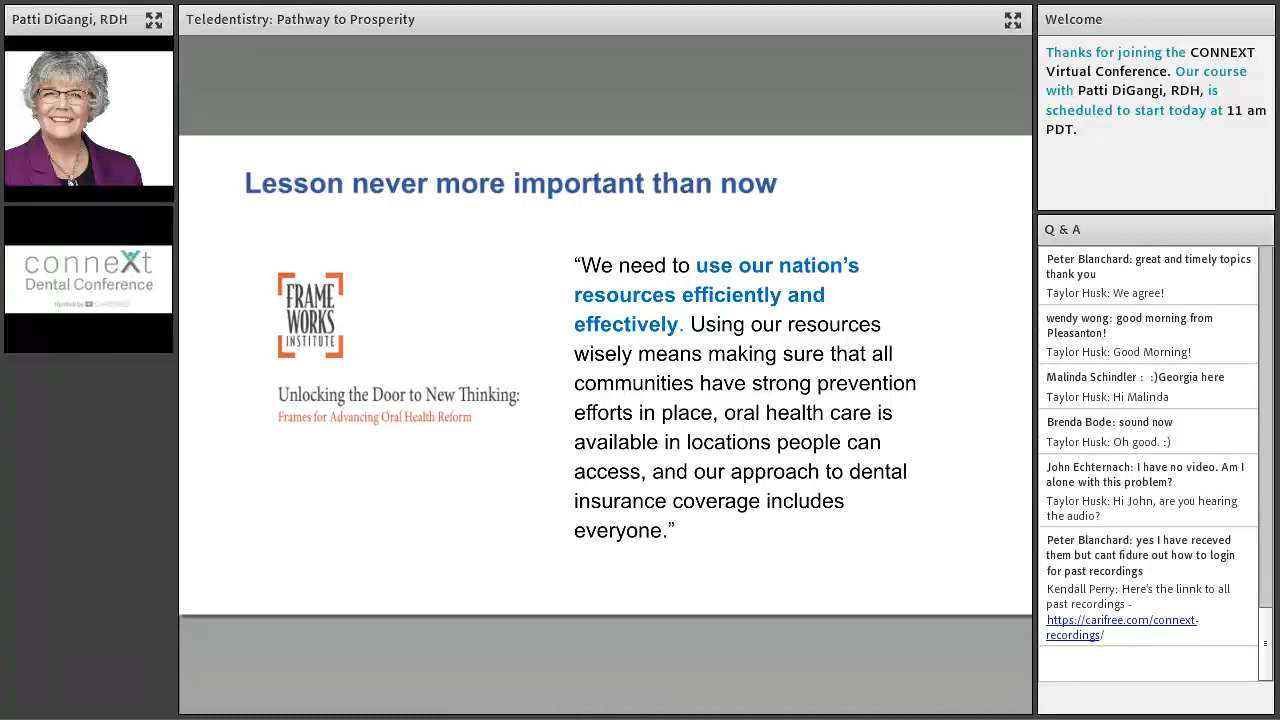 Patti DiGangi, RDH
Teledentistry: Pathway to Prosperity
Welcome
Thanks for joining the CONNEXT
Virtual Conference. Our course
with Patti DiGangi, RDH, is
scheduled to start today at 11 am
PDT.
connext
Dental Conference
Hosted by
Lesson never more important than now
FRAME
WORKS
INSTITUTE
Unlocking the Door to New Thinking:
Frames for Advancing Oral Health Reform
“We need to use our nation’s
resources efficiently and
effectively. Using our resources
wisely means making sure that all
communities have strong prevention
efforts in place, oral health care is
available in locations people can
access, and our approach to dental
insurance coverage includes
everyone.”
Q & A
Peter Blanchard: great and timely topics
thank you
Taylor Husk: We agree!
wendy wong: good morning from
Pleasanton!
Taylor Husk: Good Morning!
Malinda Schindler : :)Georgia here
Taylor Husk: Hi Malinda
Brenda Bode: sound now
Taylor Husk: Oh good. :)
John Echternach: I have no video. Am I
alone with this problem?
Taylor Husk: Hi John, are you hearing
the audio?
Peter Blanchard: yes I have receved
them but cant fidure out how to login
for past recordings
Kendall Perry: Here's the linnk to all
past recordings -
https://carifree.com/connext-
recordings/